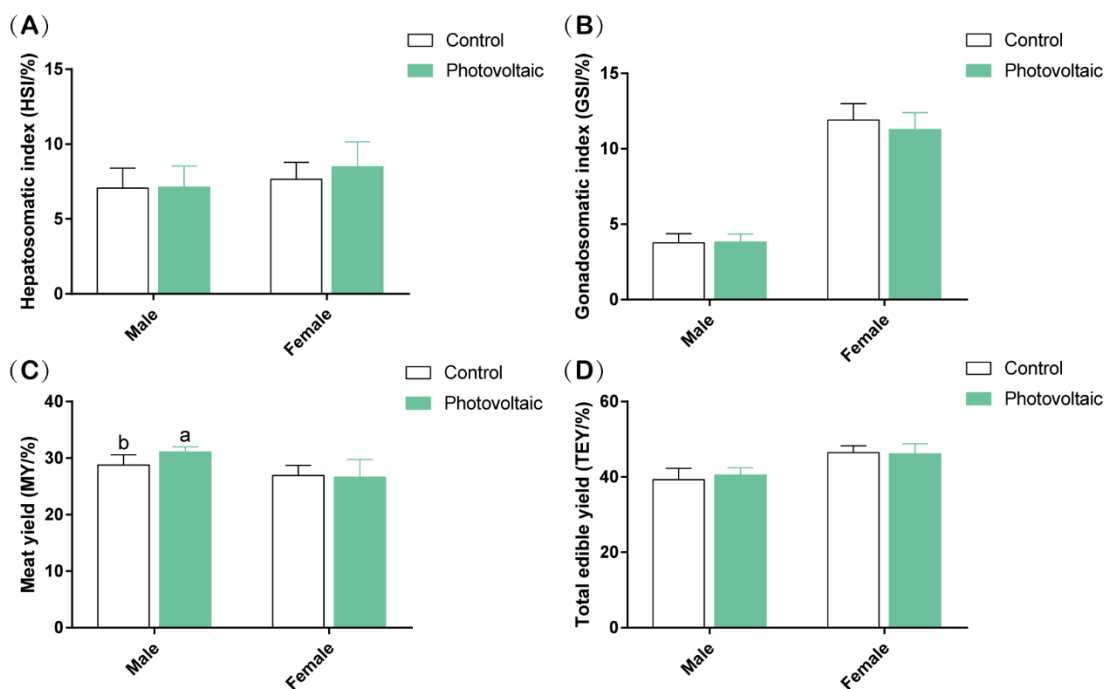 (A)
Control
Photovoltaic
Hepatosomatic index (HSI/%)
15
10
5
0
Male
Female
(B)
Control
Photovoltaic
Gonadosomatic index (GSI/%)
15
10
5
0
Male
Female
(C)
Control
Photovoltaic
Meat yield (MY/%)
40
30
20
10
0
b
a
Male
Female
(D)
Control
Photovoltaic
Total edible yield (TEY/%)
60
40
20
0
Male
Female